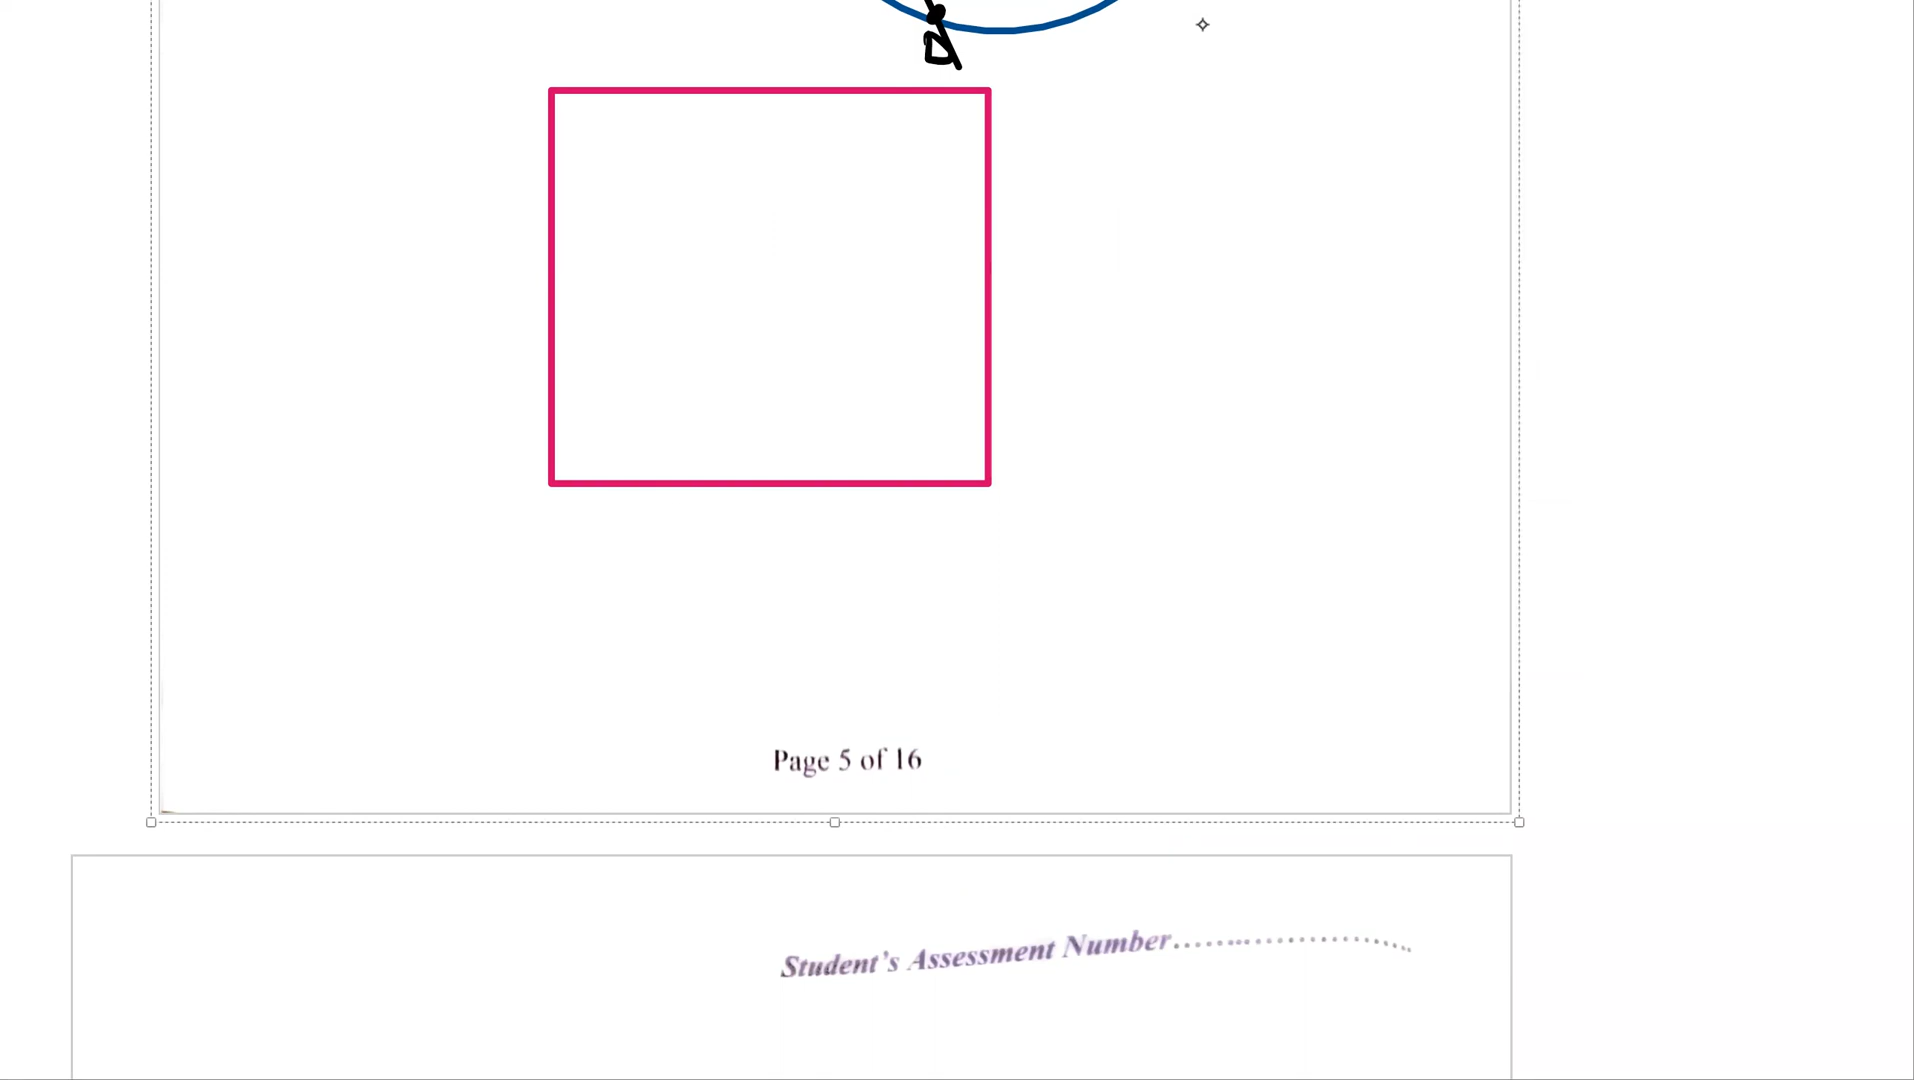 D
Page 5 of 16
Student's Assessment Number....................